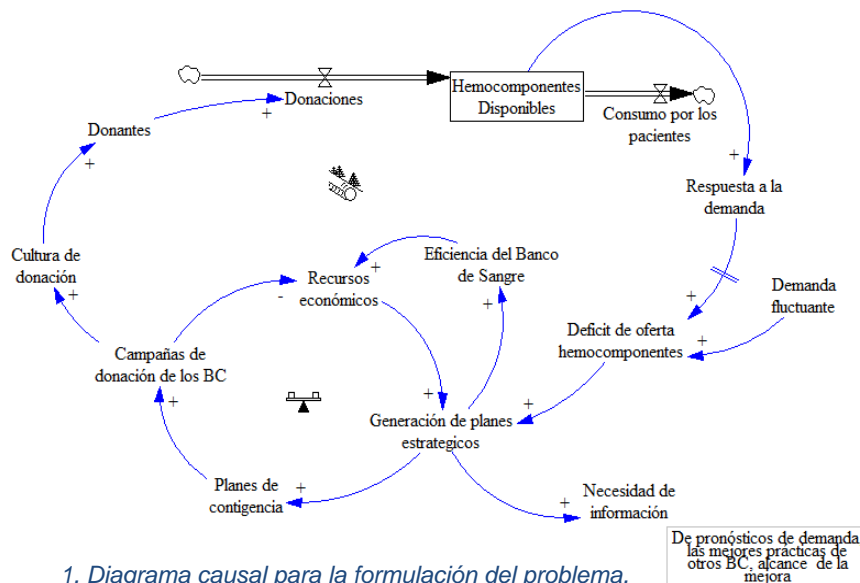 Hemocomponentes
Disponibles
Donaciones
Consumo por los
pacientes
Donantes
+
+
+
Respuesta a la
demanda
Cultura de
donación
+
Recursos
económicos
-
+
Eficiencia del Banco
de Sangre
+
Demanda
fluctuante
+
+
Deficit de oferta
hemocomponentes
Campañas de
donación de los BC
+
+
+
Generación de planes
estrategicos
Planes de
contigencia
+
+
Necesidad de
información
De pronósticos de demanda
las mejores prácticas de
otros BC, alcance de la
mejora
1. Diagrama causal para la formulación del problema.